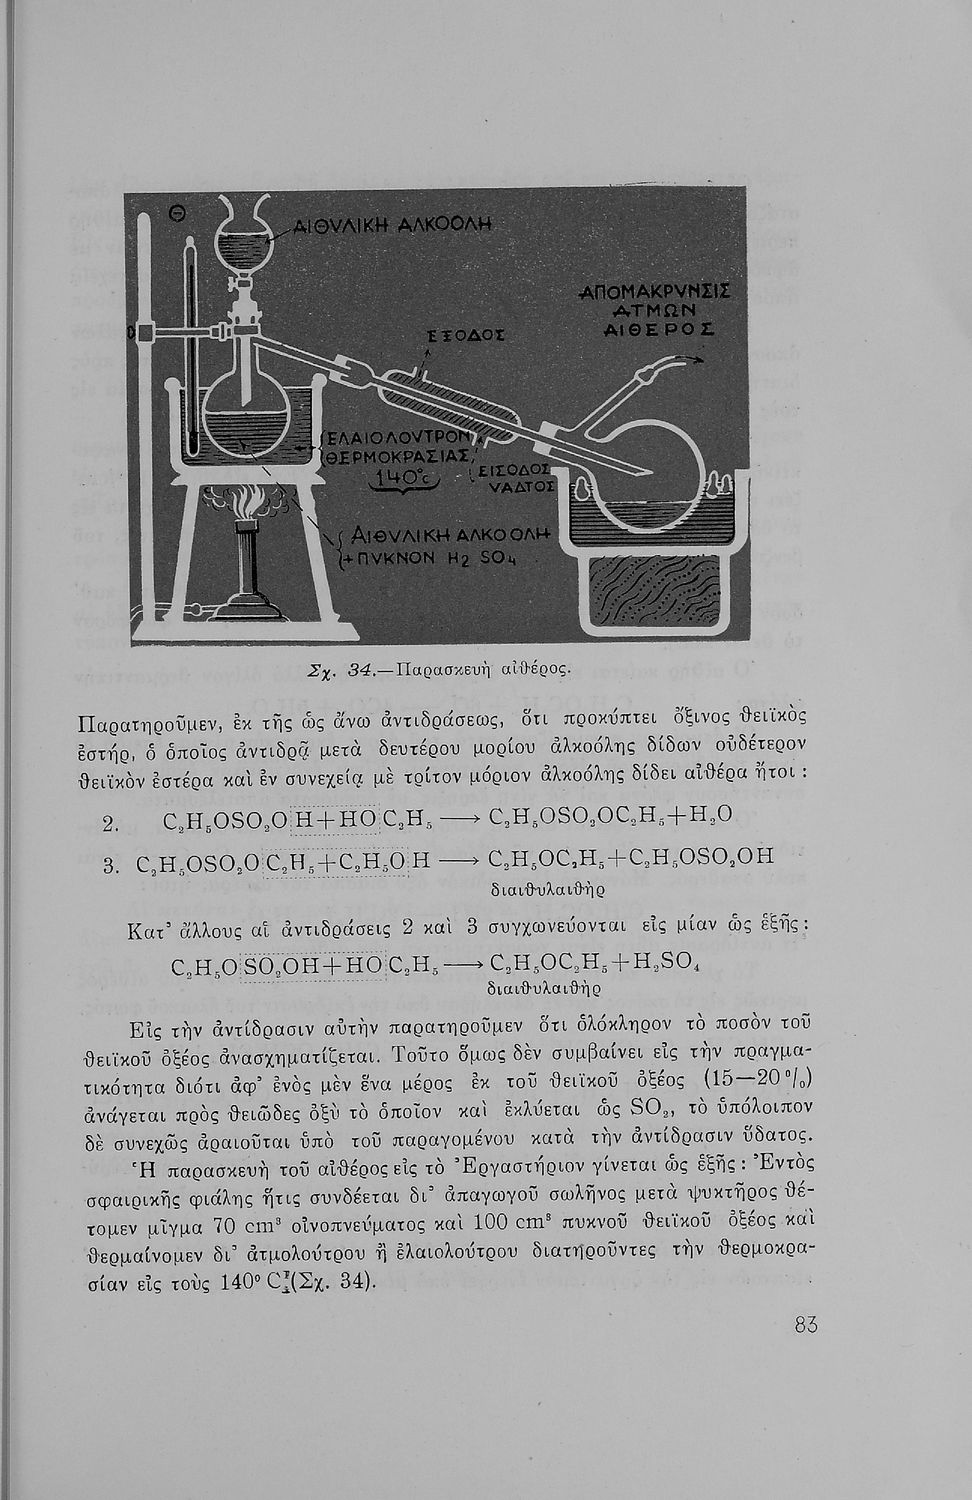 Θ
ΑΙΘΥΛΙΚΗ ΑΛΚΟΟΛΗ
ΑΠΟΜΑΚΡΥΝΣΙΣ
ΑΤΜΩΝ
ΑΙΘΕΡΟΣ
ΕΞΟΔΟΣ
ΕΛΑΙΟΛΟΥΤΡΟΝ
ΘΕΡΜΟΚΡΑΣΙΑΣ
140°C
ΕΙΣΟΔΟΣ
ΥΔΑΤΟΣ
ΑΙΘΥΛΙΚΗ ΑΛΚΟΟΛΗ
+ΠΥΚΝΟΝ H₂ SO₄
Σχ. 34.—Παρασκευὴ αἰθέρος.
Παρατηροῦμεν, ἐκ τῆς ὡς ἄνω ἀντιδράσεως, ὅτι προκύπτει ὄξινος θειϊκὸς
ἐστήρ, ὁ ὁποῖος ἀντιδρᾷ μετὰ δευτέρου μορίου ἀλκοόλης δίδων οὐδέτερον
θειϊκὸν ἐστέρα καὶ ἐν συνεχείᾳ μὲ τρίτον μόριον ἀλκοόλης δίδει αἰθέρα ἤτοι :
2. C₂H₅OSO₂O H+HO C₂H₅ ⟶ C₂H₅OSO₂OC₂H₅+H₂O
3. C₂H₅OSO₂O C₂H₅+C₂H₅O H ⟶ C₂H₅OC₂H₅+C₂H₅OSO₂OH
διαιθυλαιθὴρ
Κατ᾽ ἄλλους αἱ ἀντιδράσεις 2 καὶ 3 συγχωνεύονται εἰς μίαν ὡς ἑξῆς :
C₂H₅O SO₂OH+HO C₂H₅ ⟶ C₂H₅OC₂H₅+H₂SO₄
διαιθυλαιθὴρ
Εἰς τὴν ἀντίδρασιν αὐτὴν παρατηροῦμεν ὅτι ὁλόκληρον τὸ ποσὸν τοῦ
θειϊκοῦ ὀξέος ἀνασχηματίζεται. Τοῦτο ὅμως δὲν συμβαίνει εἰς τὴν πραγμα-
τικότητα διότι ἀφ᾽ ἑνὸς μὲν ἕνα μέρος ἐκ τοῦ θειϊκοῦ ὀξέος (15—20 %)
ἀνάγεται πρὸς θειῶδες ὀξὺ τὸ ὁποῖον καὶ ἐκλύεται ὡς SO₂, τὸ ὑπόλοιπον
δὲ συνεχῶς ἀραιοῦται ὑπὸ τοῦ παραγομένου κατὰ τὴν ἀντίδρασιν ὕδατος.
Ἡ παρασκευὴ τοῦ αἰθέρος εἰς τὸ Ἐργαστήριον γίνεται ὡς ἑξῆς : Ἐντὸς
σφαιρικῆς φιάλης ἥτις συνδέεται δι᾽ ἀπαγωγοῦ σωλῆνος μετὰ ψυκτῆρος θέ-
τομεν μῖγμα 70 cm³ οἰνοπνεύματος καὶ 100 cm³ πυκνοῦ θειϊκοῦ ὀξέος καὶ
θερμαίνομεν δι᾽ ἀτμολούτρου ἢ ἐλαιολούτρου διατηροῦντες τὴν θερμοκρα-
σίαν εἰς τοὺς 140° C (Σχ. 34).
83